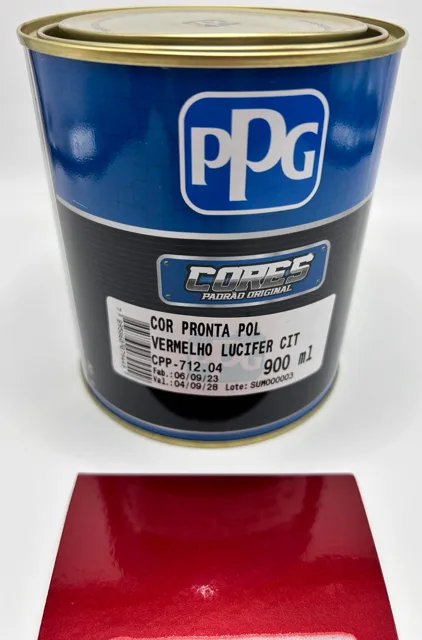 PPG
CORES
PADRÃO ORIGINAL
COR PRONTA POL
VERMELHO LUCIFER CIT
CPP-712.04 900 ml
Fab.:06/09/23
Val.:04/09/28 Lote: SUM000003